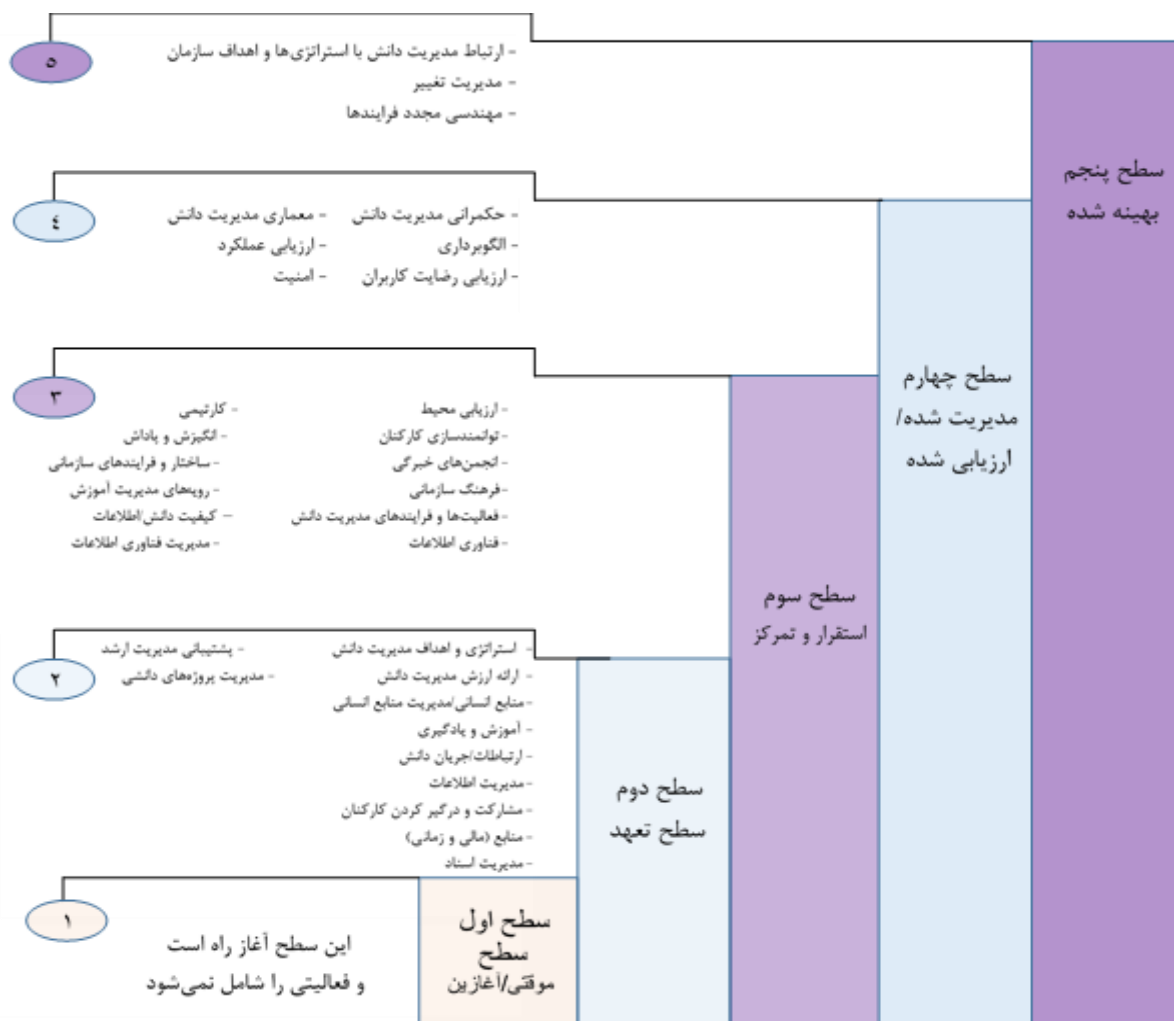 ۵
- ارتباط مدیریت دانش با استراتژی‌ها و اهداف سازمان
- مدیریت تغییر
- مهندسی مجدد فرایندها
سطح پنجم
بهینه شده
۴
- حکمرانی مدیریت دانش
- معماری مدیریت دانش
- الگوبرداری
- ارزیابی عملکرد
- ارزیابی رضایت کاربران
- امنیت
سطح چهارم
مدیریت شده/
ارزیابی شده
۳
- ارزیابی محیط
- توانمندسازی کارکنان
- انجمن‌های خبرگی
-فرهنگ سازمانی
- فعالیت‌ها و فرایندهای مدیریت دانش
- فناوری اطلاعات
- کارتیمی
- انگیزش و پاداش
-ساختار و فرایندهای سازمانی
- رویه‌های مدیریت آموزش
– کیفیت دانش/اطلاعات
- مدیریت فناوری اطلاعات
سطح سوم
استقرار و تمرکز
۲
- استراتژی و اهداف مدیریت دانش
- ارائه ارزش مدیریت دانش
-منابع انسانی/مدیریت منابع انسانی
- آموزش و یادگیری
- ارتباطات/جریان دانش
-مدیریت اطلاعات
- مشارکت و درگیر کردن کارکنان
- منابع (مالی و زمانی)
- مدیریت اسناد
- پشتیبانی مدیریت ارشد
- مدیریت پروژه‌های دانشی
سطح دوم
سطح تعهد
۱
این سطح آغاز راه است
و فعالیتی را شامل نمی‌شود
سطح اول
سطح
موقتی/آغازین